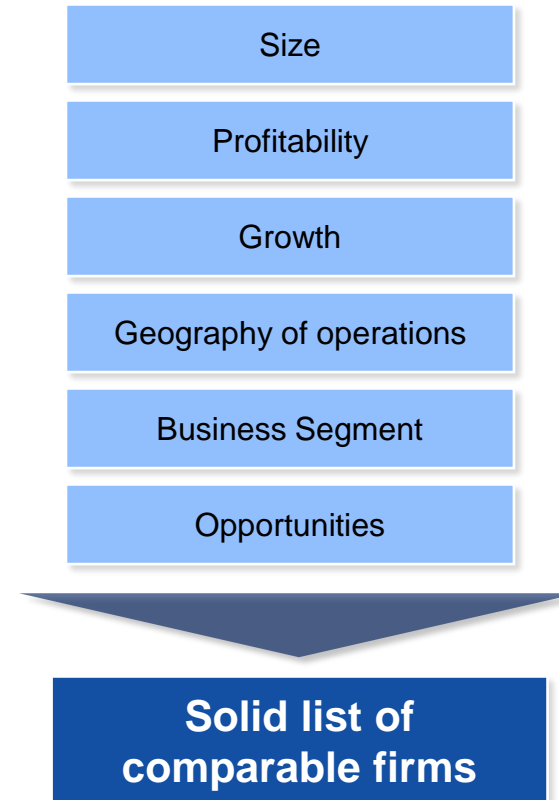 Size
Profitability
Growth
Geography of operations
Business Segment
Opportunities
Solid list of
comparable firms